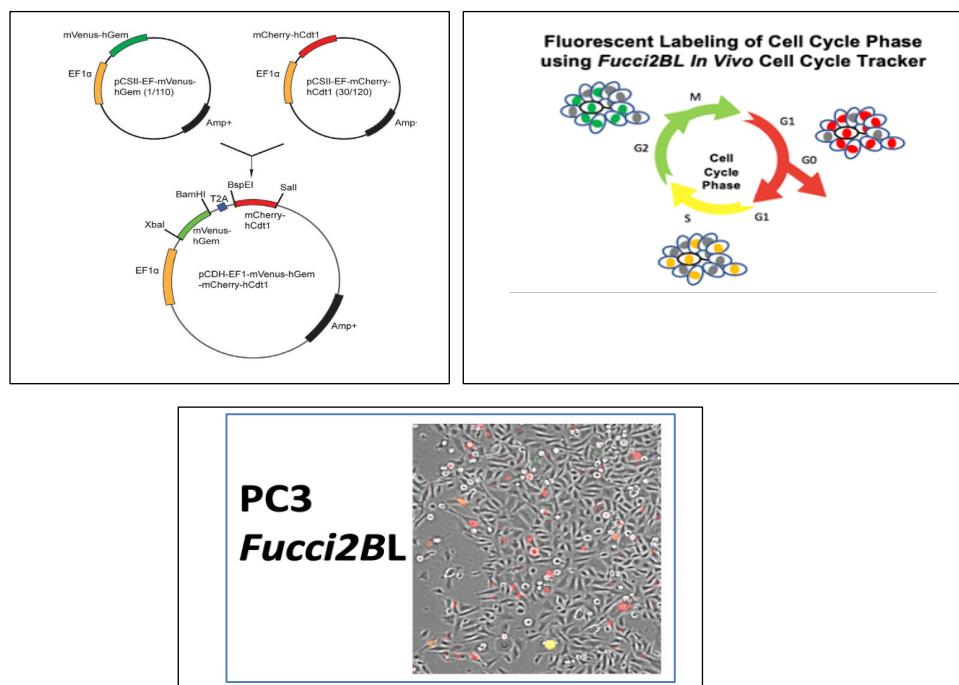 mVenus-hGem
EF1α
pCSII-EF-mVenus-
hGem (1/110)
Amp+
mCherry-hCdt1
EF1α
pCSII-EF-mCherry-
hCdt1 (30/120)
Amp·
BspEI
SalI
BamHI
T2A
mCherry-
hCdt1
XbaI
mVenus-
hGem
EF1α
pCDH-EF1-mVenus-hGem
-mCherry-hCdt1
Amp+
Fluorescent Labeling of Cell Cycle Phase
using Fucci2BL In Vivo Cell Cycle Tracker
M
G1
G2
G0
Cell
Cycle
Phase
S
G1
PC3
Fucci2BL